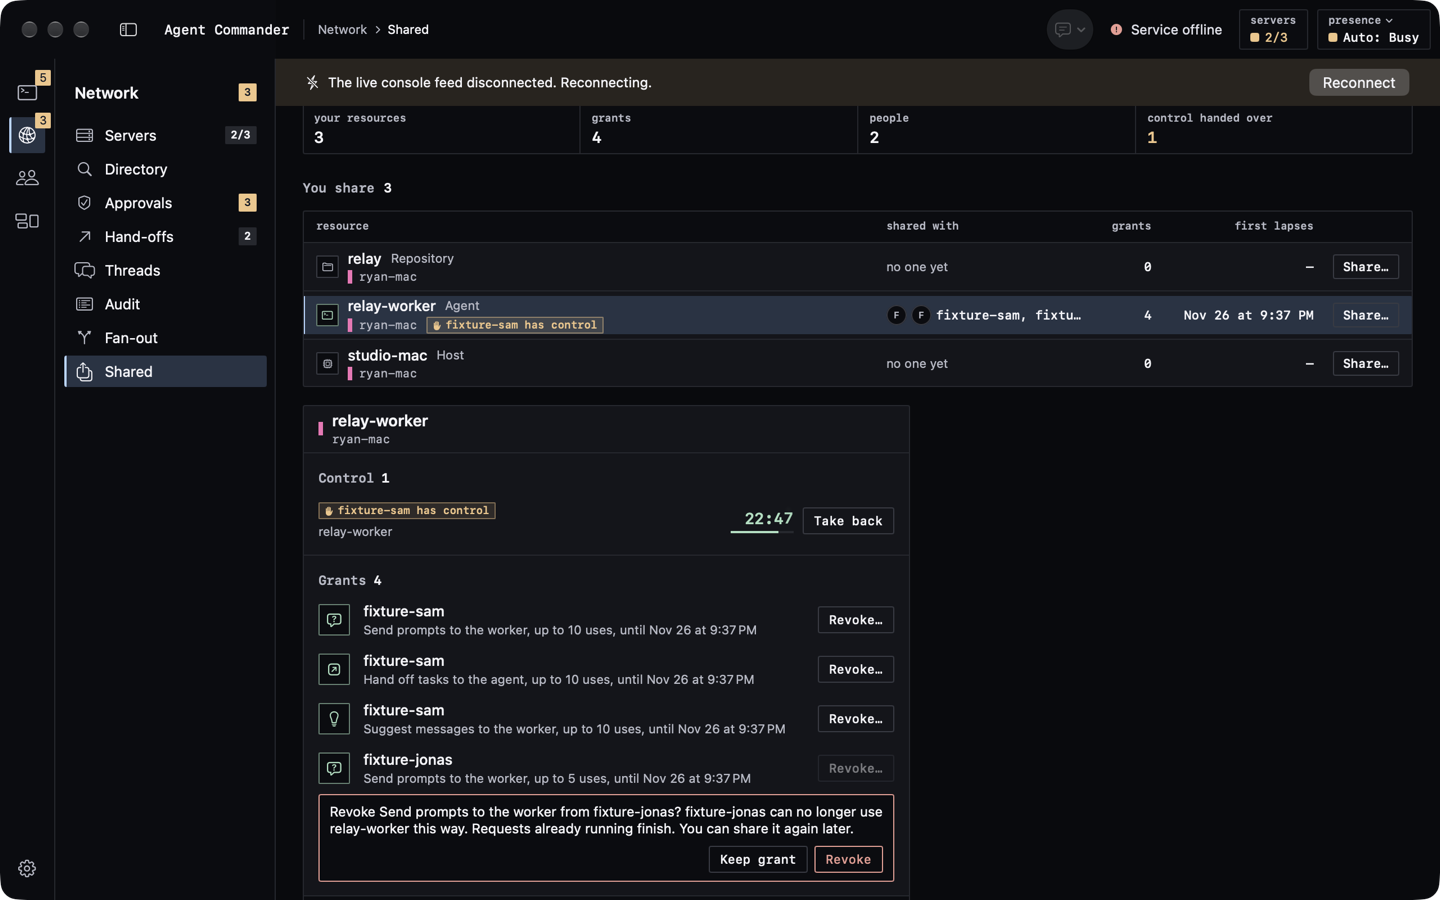 Agent Commander
Network > Shared
Service offline
servers
2/3
presence
Auto: Busy
5
3
Network 3
Servers 2/3
Directory
Approvals 3
Hand-offs 2
Threads
Audit
Fan-out
Shared
The live console feed disconnected. Reconnecting.
Reconnect
your resources
3
grants
4
people
2
control handed over
1
You share 3
resource shared with grants first lapses
relay Repository
ryan-mac
no one yet 0 — Share…
relay-worker Agent
ryan-mac fixture-sam has control
F F fixture-sam, fixtu… 4 Nov 26 at 9:37 PM Share…
studio-mac Host
ryan-mac
no one yet 0 — Share…
relay-worker
ryan-mac
Control 1
fixture-sam has control
relay-worker
22:47 Take back
Grants 4
fixture-sam
Send prompts to the worker, up to 10 uses, until Nov 26 at 9:37 PM
Revoke…
fixture-sam
Hand off tasks to the agent, up to 10 uses, until Nov 26 at 9:37 PM
Revoke…
fixture-sam
Suggest messages to the worker, up to 10 uses, until Nov 26 at 9:37 PM
Revoke…
fixture-jonas
Send prompts to the worker, up to 5 uses, until Nov 26 at 9:37 PM
Revoke…
Revoke Send prompts to the worker from fixture-jonas? fixture-jonas can no longer use
relay-worker this way. Requests already running finish. You can share it again later.
Keep grant Revoke